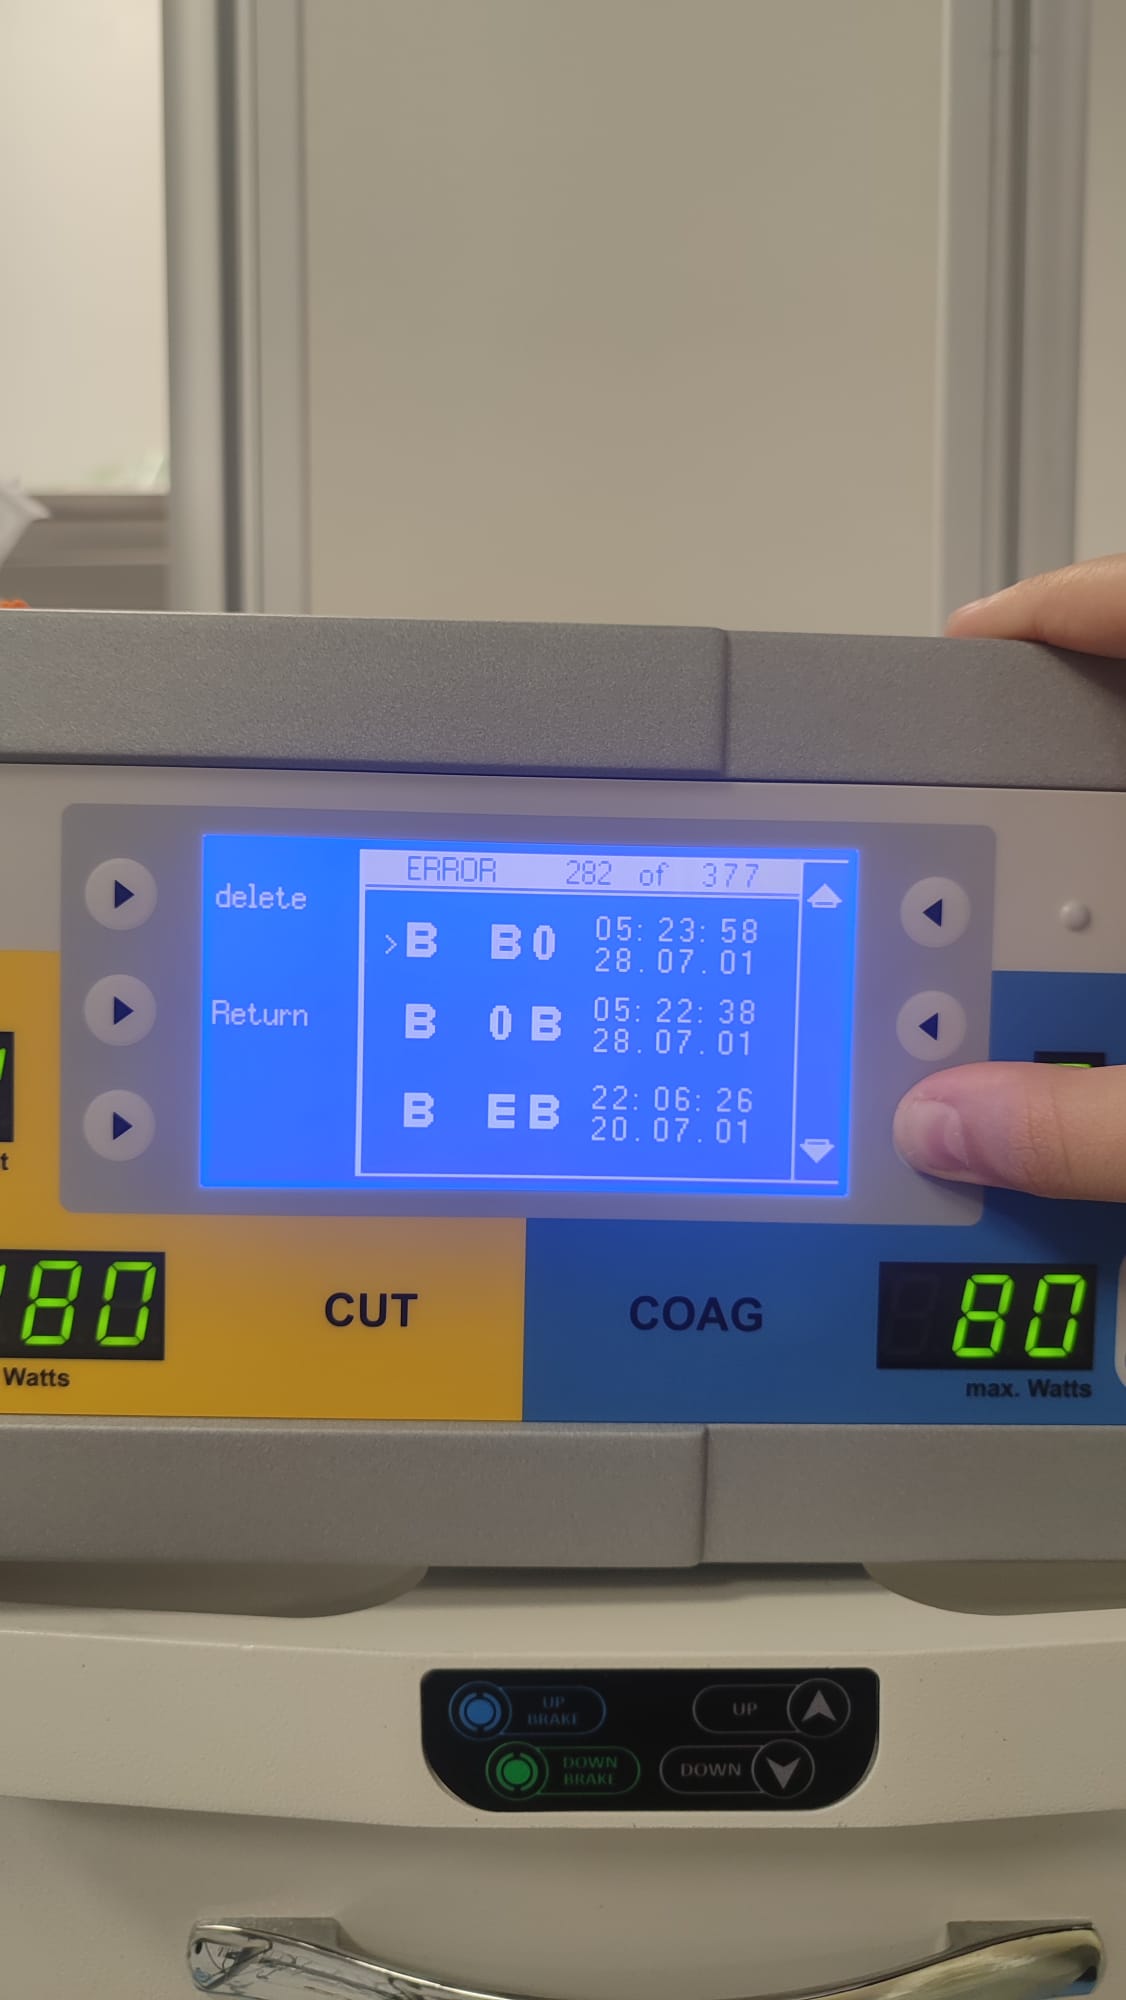 delete
Return
ERROR 282 of 377
>B B0 05:23:58
28.07.01
B 0B 05:22:38
28.07.01
B EB 22:06:26
20.07.01
80
Watts
CUT
COAG
80
max. Watts
UP
BRAKE
UP
DOWN
BRAKE
DOWN